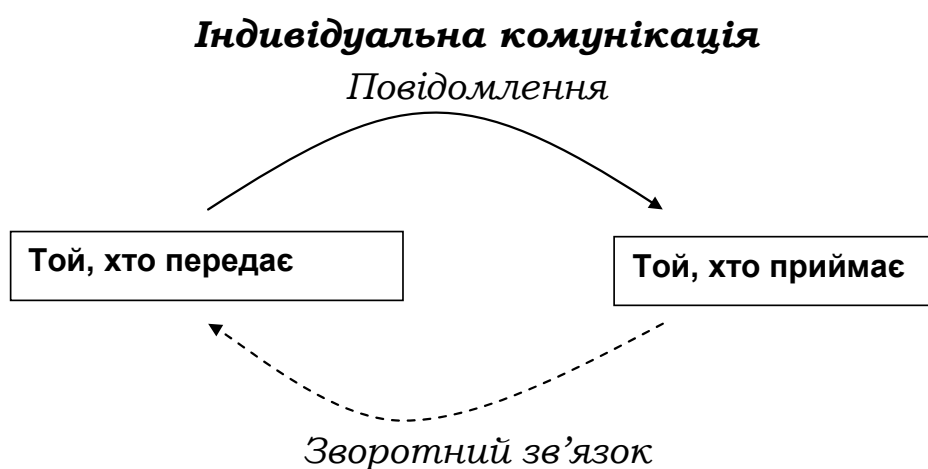 Індивідуальна комунікація
Повідомлення
Той, хто передає
Той, хто приймає
Зворотний зв’язок